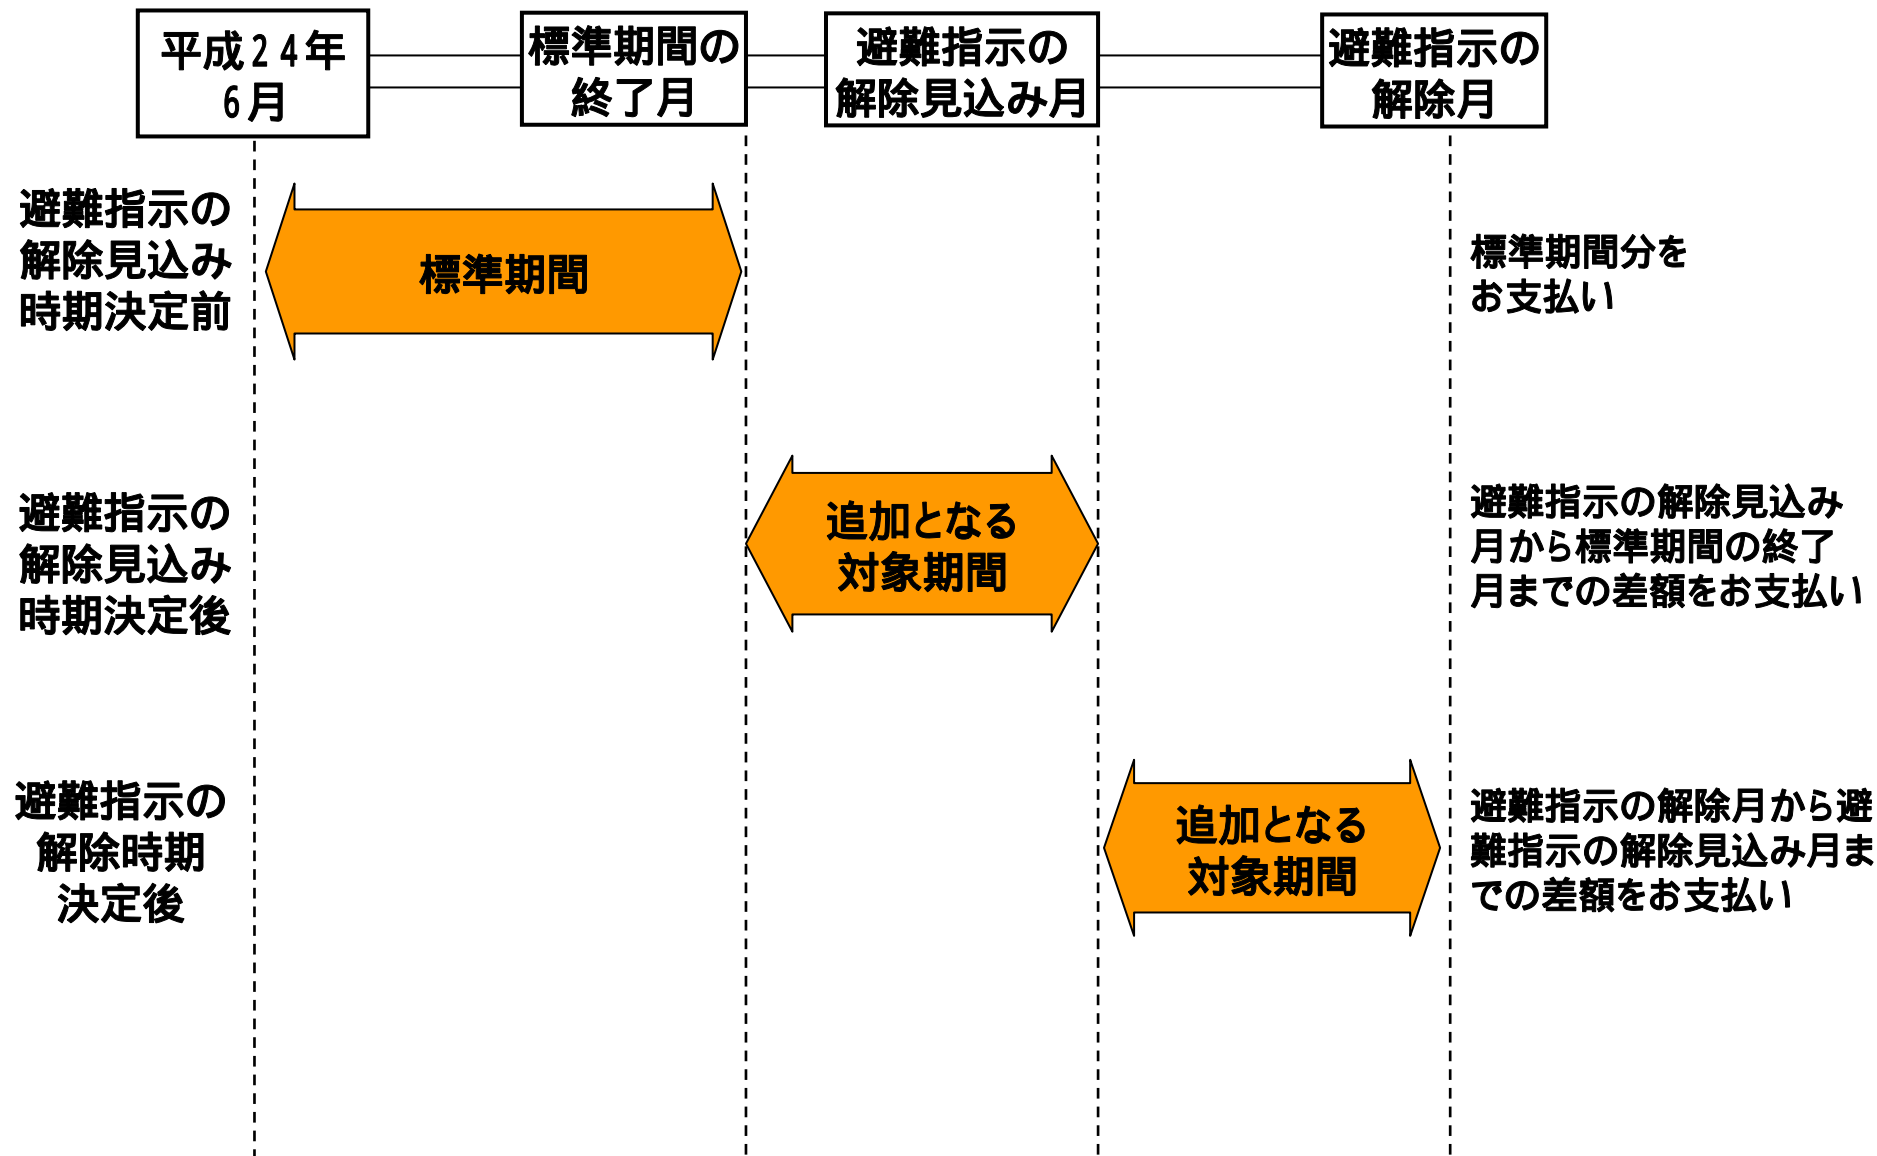 平成２４年
６月
標準期間の
終了月
避難指示の
解除見込み月
避難指示の
解除月
避難指示の
解除見込み
時期決定前
標準期間
標準期間分を
お支払い
避難指示の
解除見込み
時期決定後
追加となる
対象期間
避難指示の解除見込み
月から標準期間の終了
月までの差額をお支払い
避難指示の
解除時期
決定後
追加となる
対象期間
避難指示の解除月から避
難指示の解除見込み月ま
での差額をお支払い